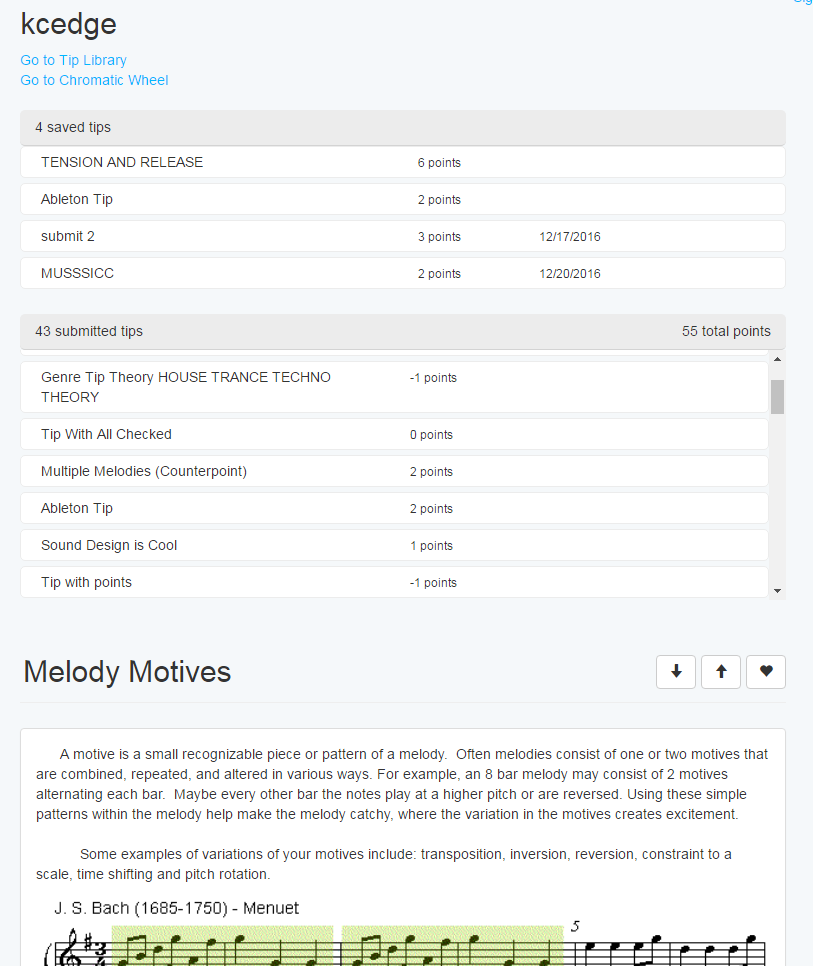 kcedge
Go to Tip Library
Go to Chromatic Wheel
4 saved tips
TENSION AND RELEASE 6 points
Ableton Tip 2 points
submit 2 3 points 12/17/2016
MUSSSICC 2 points 12/20/2016
43 submitted tips 55 total points
Genre Tip Theory HOUSE TRANCE TECHNO -1 points
THEORY
Tip With All Checked 0 points
Multiple Melodies (Counterpoint) 2 points
Ableton Tip 2 points
Sound Design is Cool 1 points
Tip with points -1 points
Melody Motives
A motive is a small recognizable piece or pattern of a melody.  Often melodies consist of one or two motives that
are combined, repeated, and altered in various ways. For example, an 8 bar melody may consist of 2 motives
alternating each bar.  Maybe every other bar the notes play at a higher pitch or are reversed. Using these simple
patterns within the melody help make the melody catchy, where the variation in the motives creates excitement.
Some examples of variations of your motives include: transposition, inversion, reversion, constraint to a
scale, time shifting and pitch rotation.
J. S. Bach (1685-1750) - Menuet
5